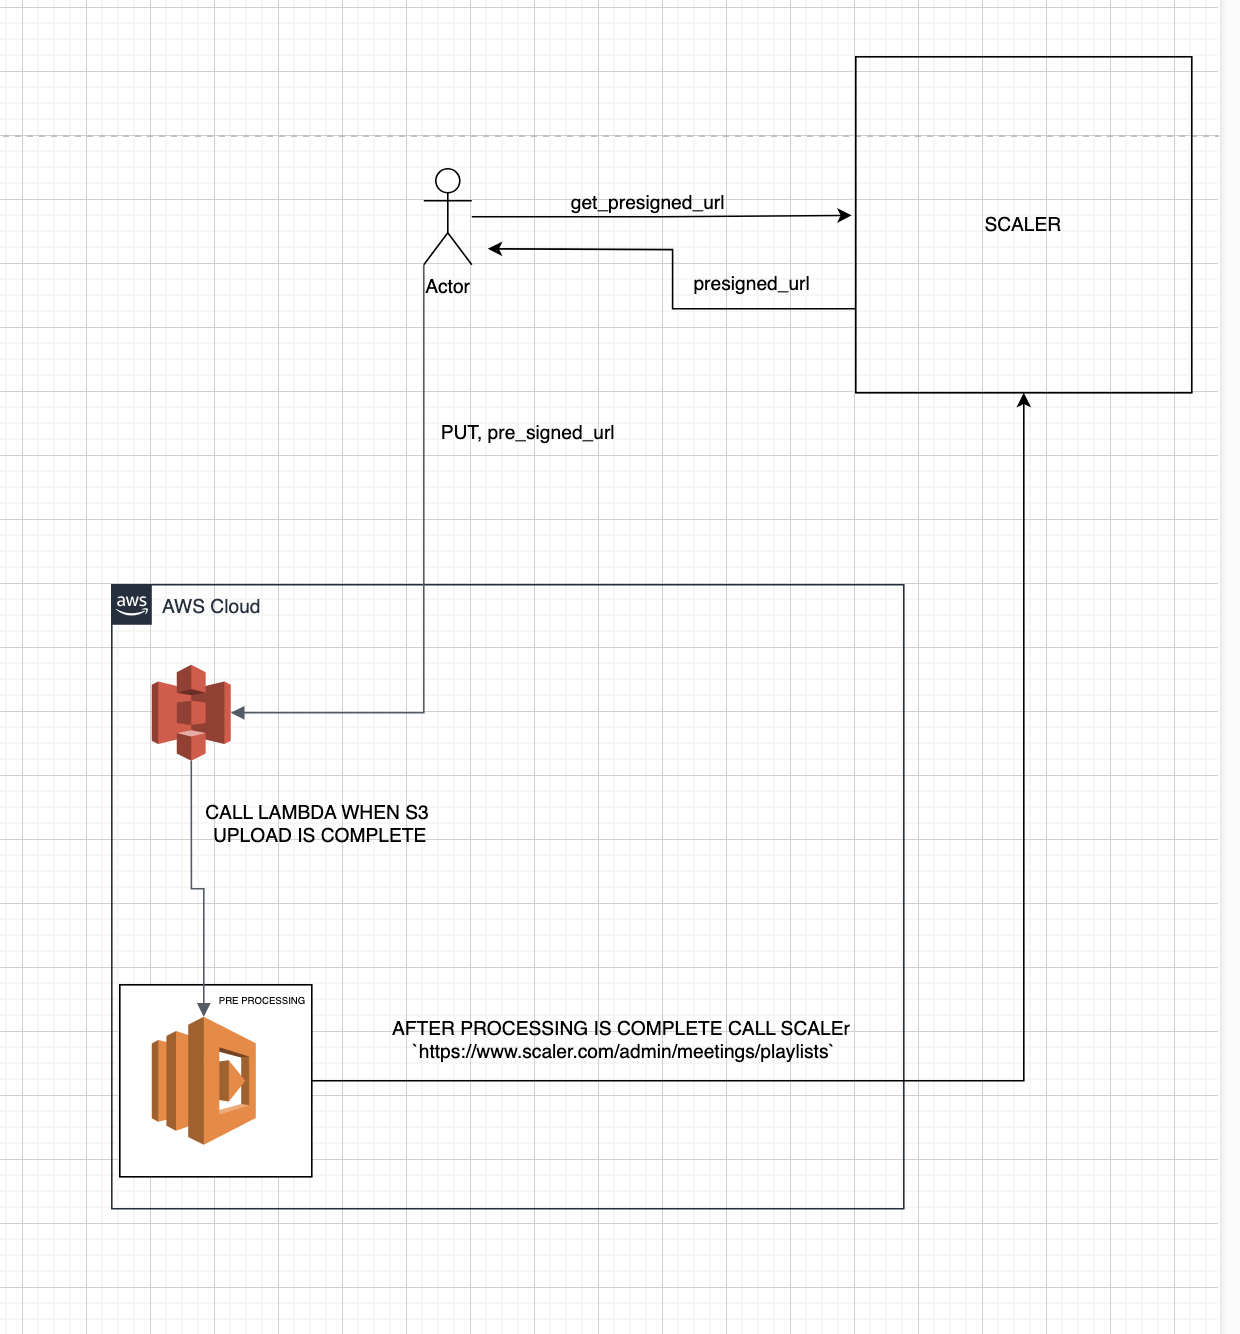 get_presigned_url
SCALER
presigned_url
Actor
PUT, pre_signed_url
aws
AWS Cloud
CALL LAMBDA WHEN S3
UPLOAD IS COMPLETE
PRE PROCESSING
AFTER PROCESSING IS COMPLETE CALL SCALEr
`https://www.scaler.com/admin/meetings/playlists`